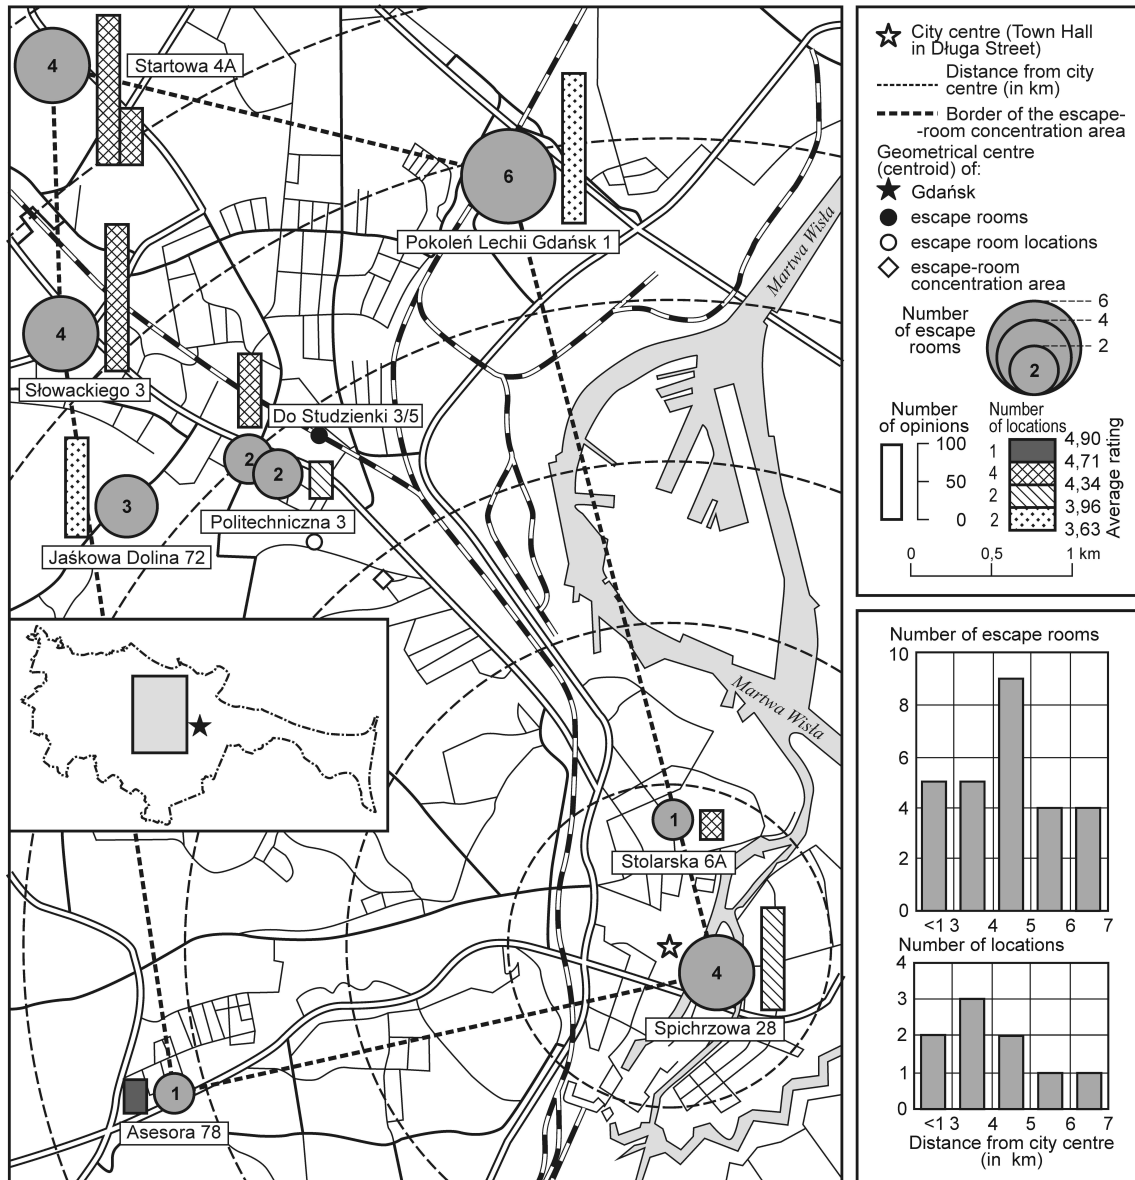 4
Startowa 4A
6
Pokoleń Lechii Gdańsk 1
Martwa Wisła
4
Słowackiego 3
Do Studzienki 3/5
2
2
Politechniczna 3
3
Jaśkowa Dolina 72
Martwa Wisła
1
Stolarska 6A
4
Spichrzowa 28
1
Asesora 78
City centre (Town Hall
in Długa Street)
Distance from city
centre (in km)
Border of the escape-
-room concentration area
Geometrical centre
(centroid) of:
Gdańsk
escape rooms
escape room locations
escape-room
concentration area
Number
of escape
rooms
6
4
2
2
Number
of opinions
100
50
0
Number
of locations
1
4
2
2
4,90
4,71
4,34
3,96
3,63
Average rating
0 0,5 1 km
Number of escape rooms
10
8
6
4
2
0
<1 3 4 5 6 7
Number of locations
4
3
2
1
0
<1 3 4 5 6 7
Distance from city centre
(in km)